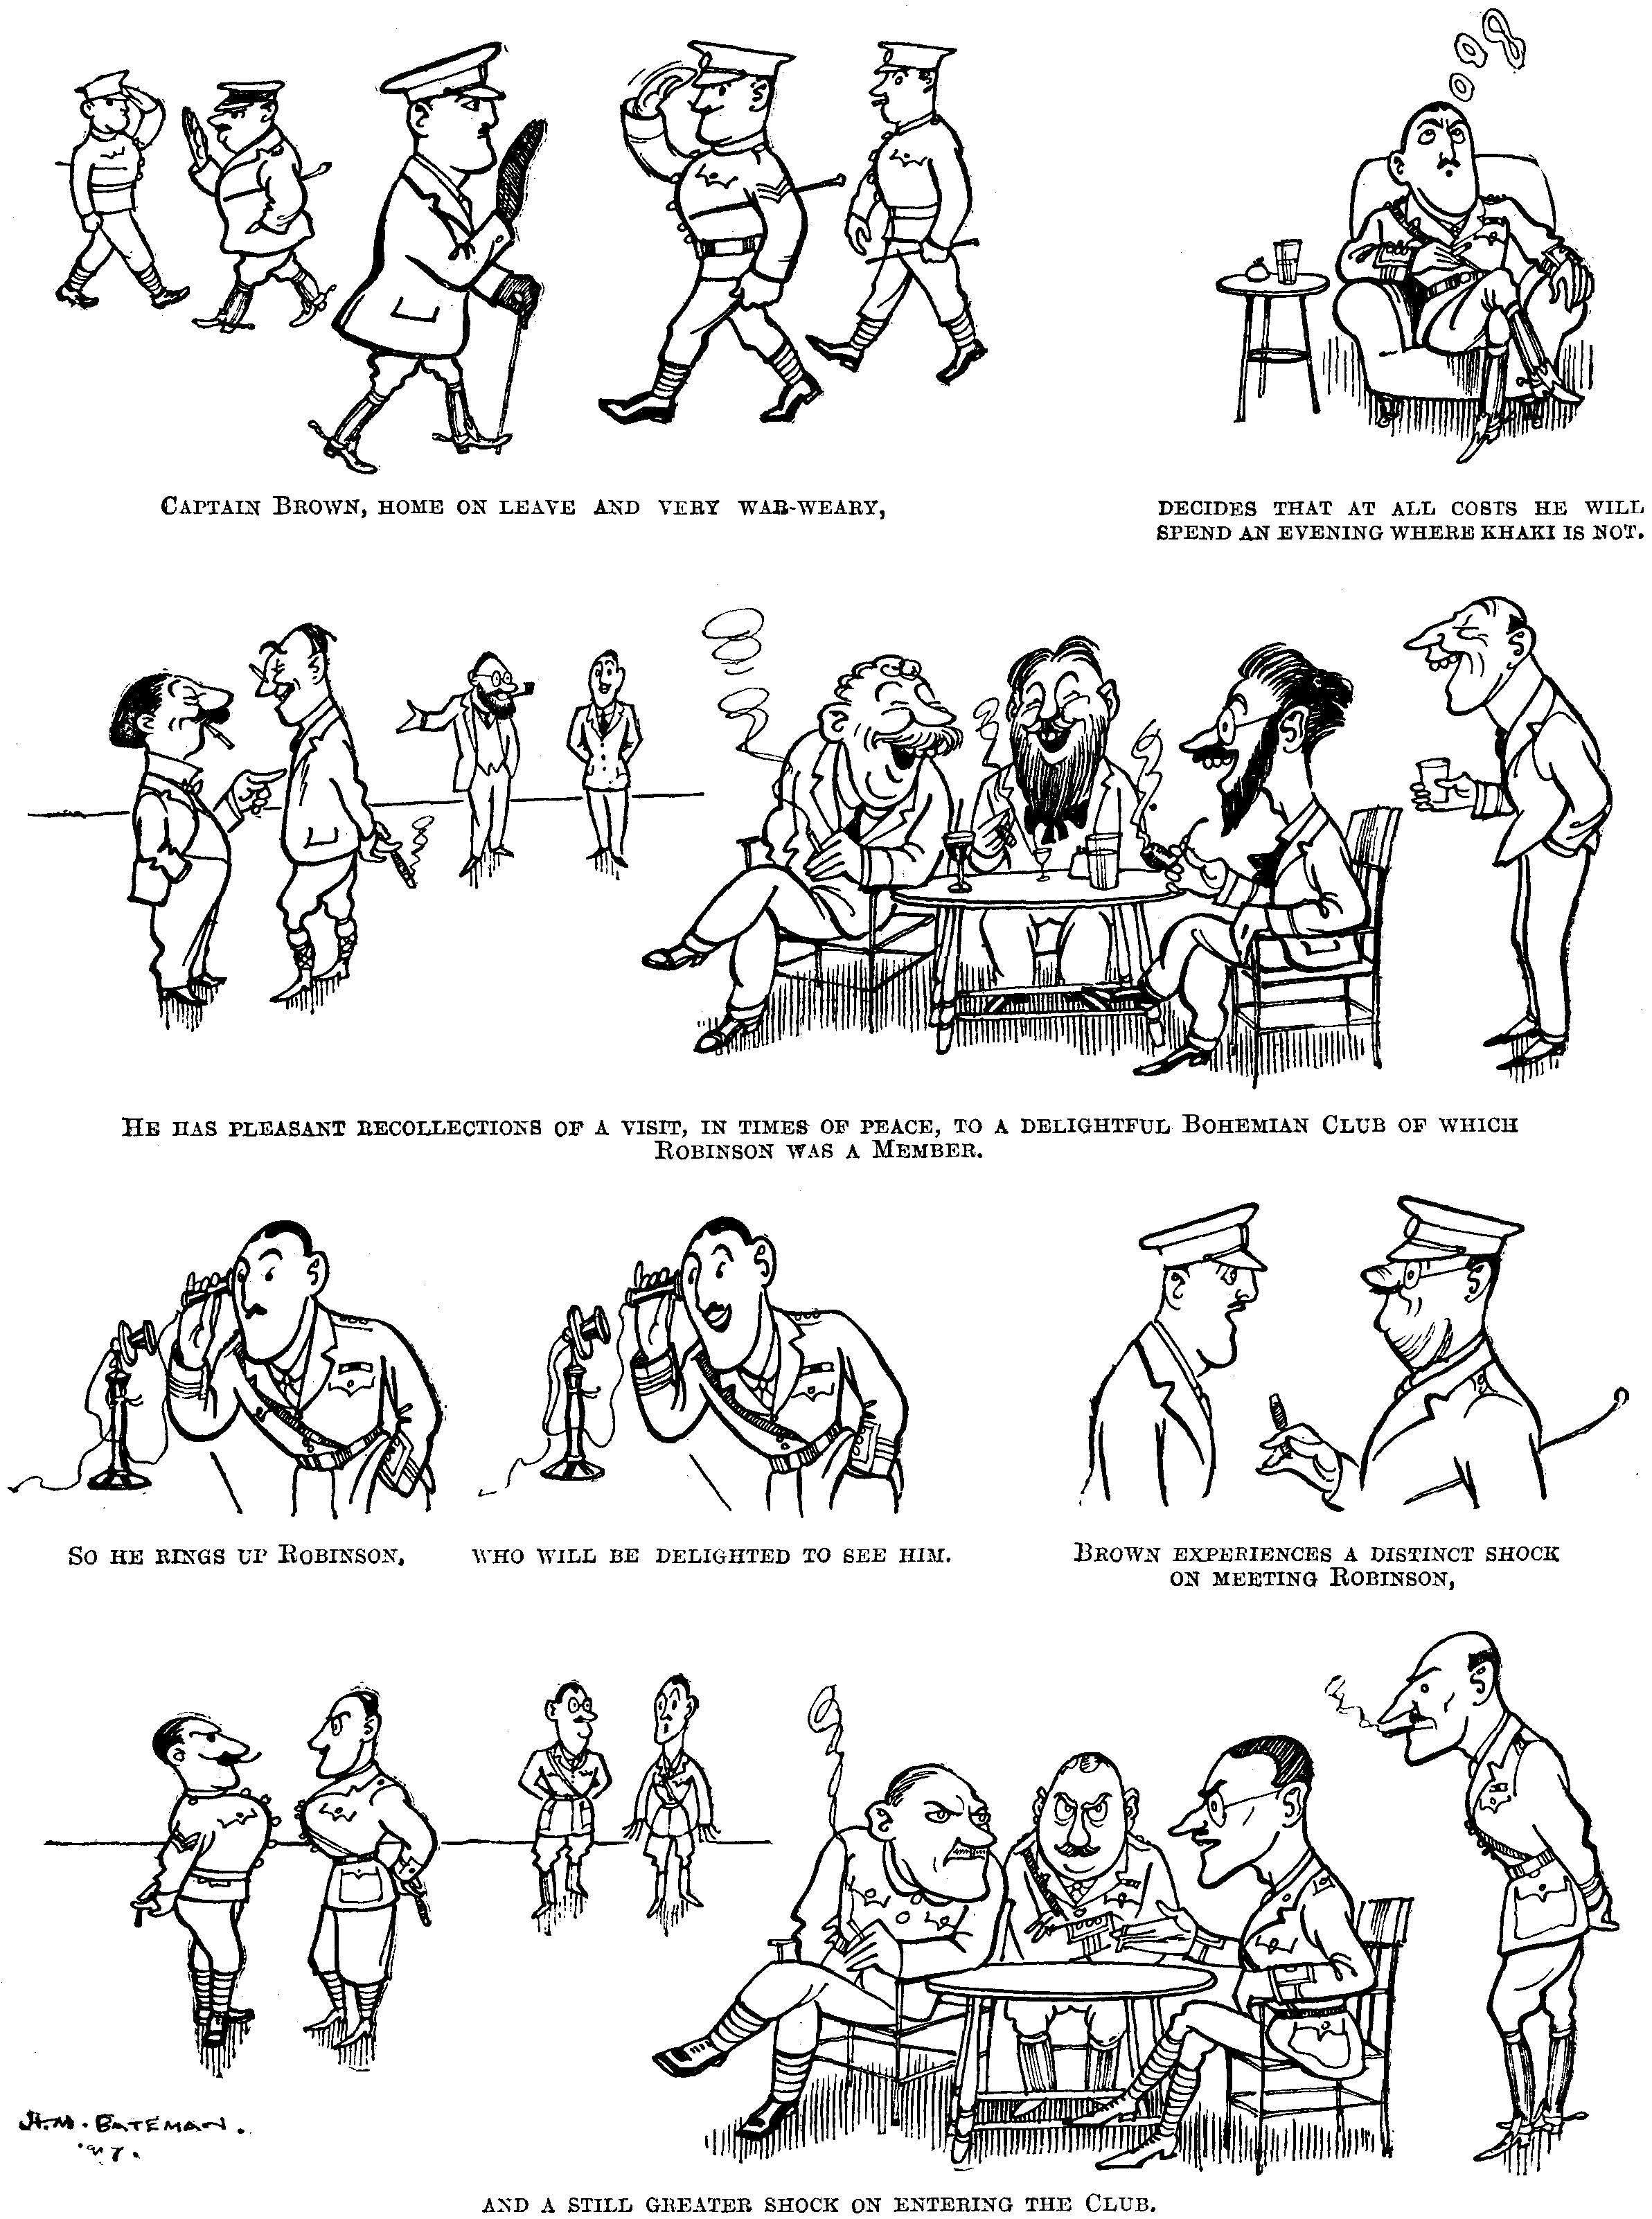 CAPTAIN BROWN, HOME ON LEAVE AND VERY WAR-WEARY,
DECIDES THAT AT ALL COSTS HE WILL
SPEND AN EVENING WHERE KHAKI IS NOT.
HE HAS PLEASANT RECOLLECTIONS OF A VISIT, IN TIMES OF PEACE, TO A DELIGHTFUL BOHEMIAN CLUB OF WHICH
ROBINSON WAS A MEMBER.
SO HE RINGS UP ROBINSON,
WHO WILL BE DELIGHTED TO SEE HIM.
BROWN EXPERIENCES A DISTINCT SHOCK
ON MEETING ROBINSON,
H.M. BATEMAN.
'917.
AND A STILL GREATER SHOCK ON ENTERING THE CLUB.